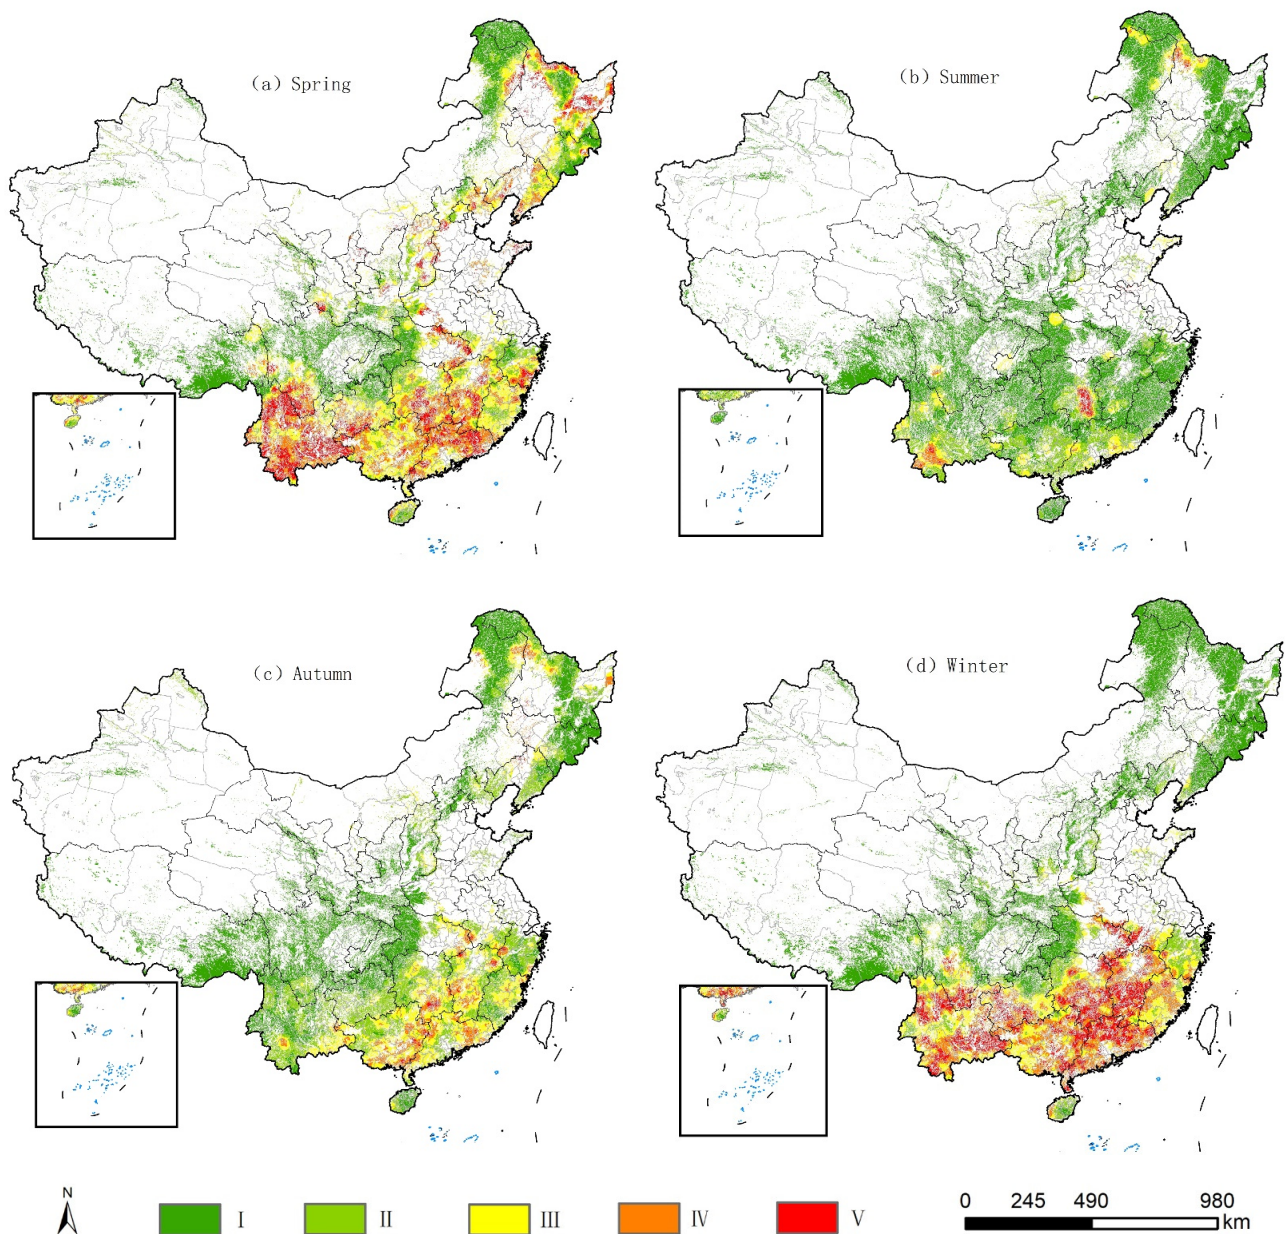 (a) Spring
(b) Summer
(c) Autumn
(d) Winter
N
I
II
III
IV
V
0 245 490 980
km